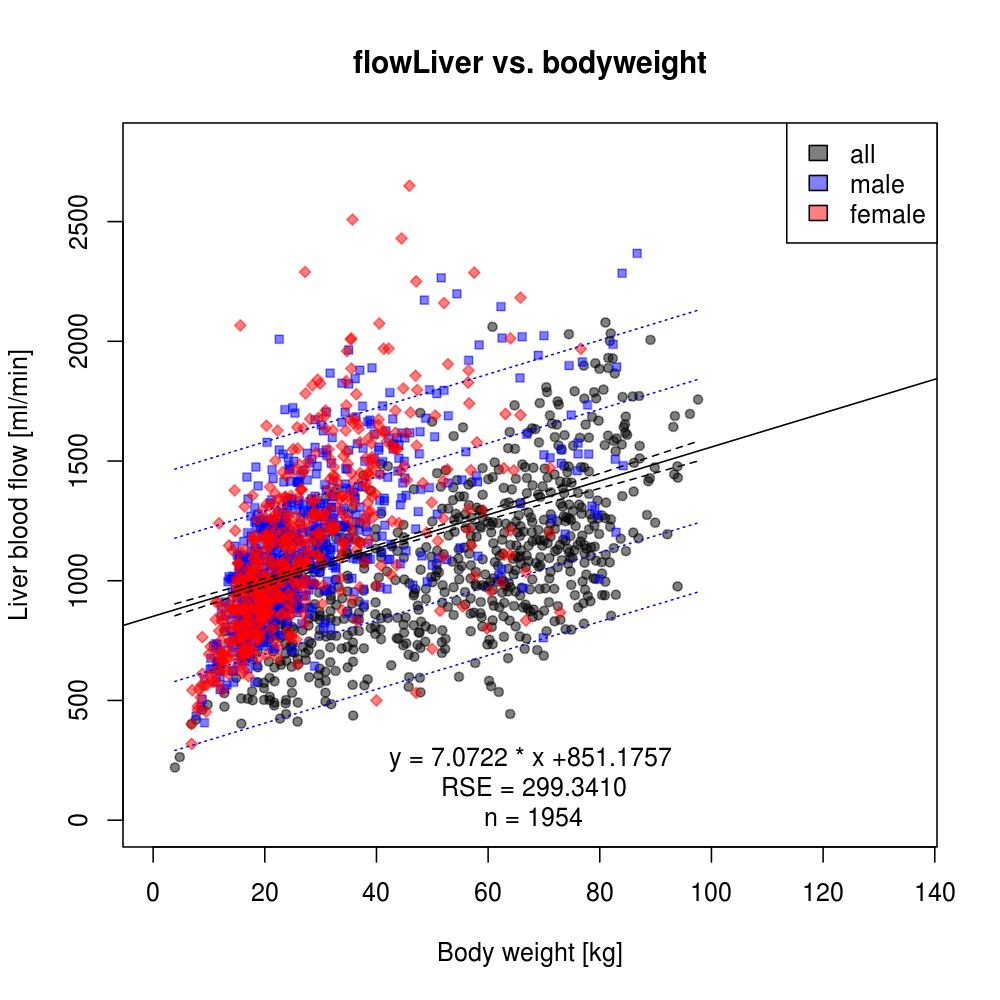 flowLiver vs. bodyweight
all
male
female
Liver blood flow [ml/min]
2500
2000
1500
1000
500
0
y = 7.0722 * x +851.1757
RSE = 299.3410
n = 1954
0 20 40 60 80 100 120 140
Body weight [kg]